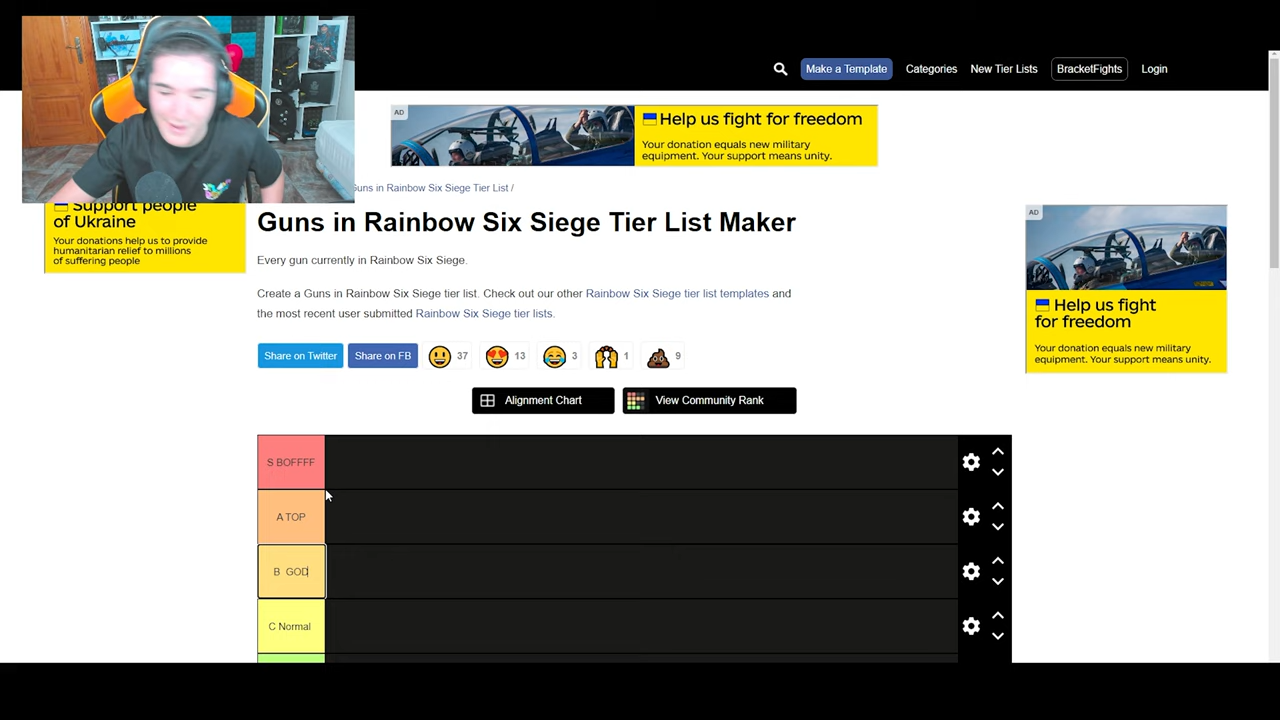 Make a Template
Categories
New Tier Lists
BracketFights
Login
AD
Help us fight for freedom
Your donation equals new military
equipment. Your support means unity.
Guns in Rainbow Six Siege Tier List /
Support people
of Ukraine
Your donations help us to provide
humanitarian relief to millions
of suffering people
Guns in Rainbow Six Siege Tier List Maker
Every gun currently in Rainbow Six Siege.
Create a Guns in Rainbow Six Siege tier list. Check out our other Rainbow Six Siege tier list templates and
the most recent user submitted Rainbow Six Siege tier lists.
AD
Help us fight
for freedom
Your donation equals new military
equipment. Your support means unity.
Share on Twitter
Share on FB
37
13
3
1
9
Alignment Chart
View Community Rank
S BOFFFF
A TOP
B GOD
C Normal